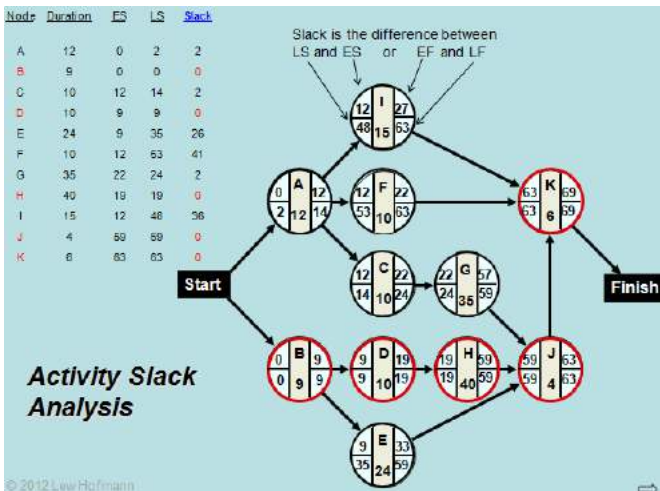 Node Duration ES LS Slack
A 12 0 2 2
B 9 0 0 0
C 10 12 14 2
D 10 9 9 0
E 24 9 35 26
F 10 12 53 41
G 35 22 24 2
H 40 19 19 0
I 15 12 48 36
J 4 59 59 0
K 6 63 63 0
Slack is the difference between
LS and ES or EF and LF
I
12 27
48 63
15
A
0 12
2 14
12
F
12 22
53 63
10
K
63 69
63 69
6
C
12 22
14 24
10
G
22 57
24 59
35
Start
Finish
B
0 9
0 9
9
D
9 19
9 19
10
H
19 59
19 59
40
J
59 63
59 63
4
E
9 33
35 59
24
Activity Slack
Analysis
© 2012 Lew Hofmann